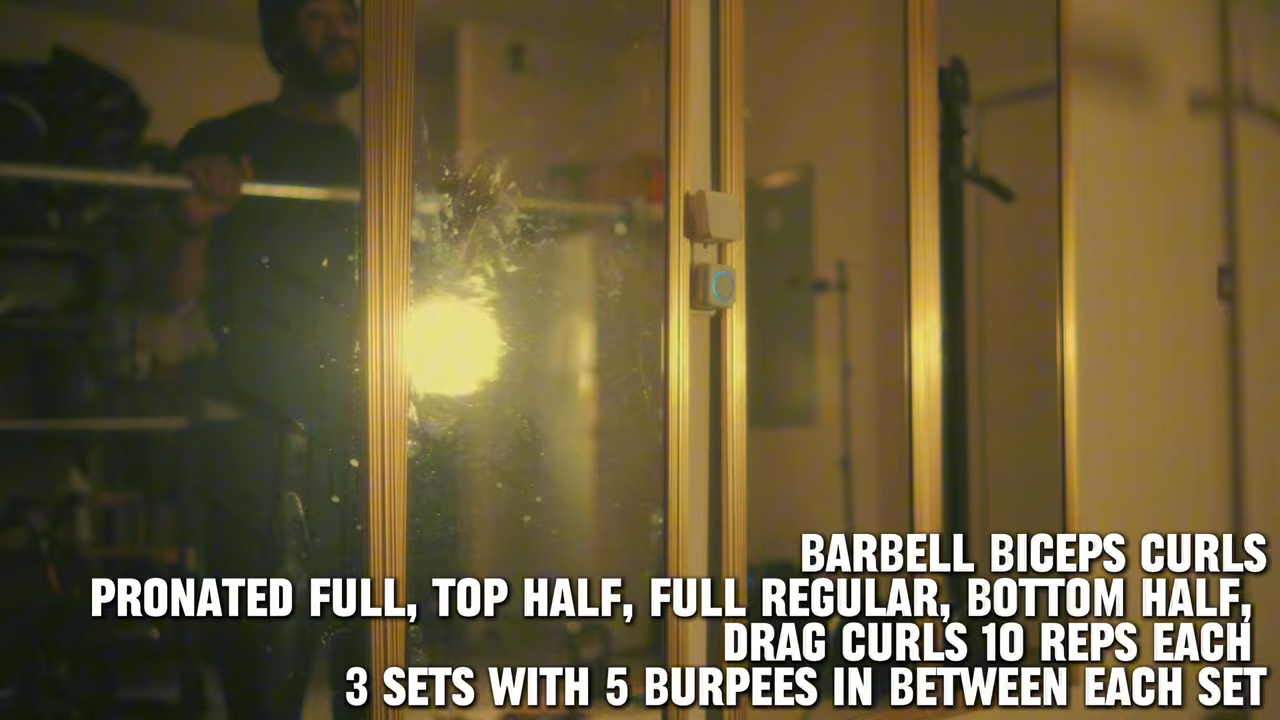 BARBELL BICEPS CURLS
PRONATED FULL, TOP HALF, FULL REGULAR, BOTTOM HALF,
DRAG CURLS 10 REPS EACH
3 SETS WITH 5 BURPEES IN BETWEEN EACH SET